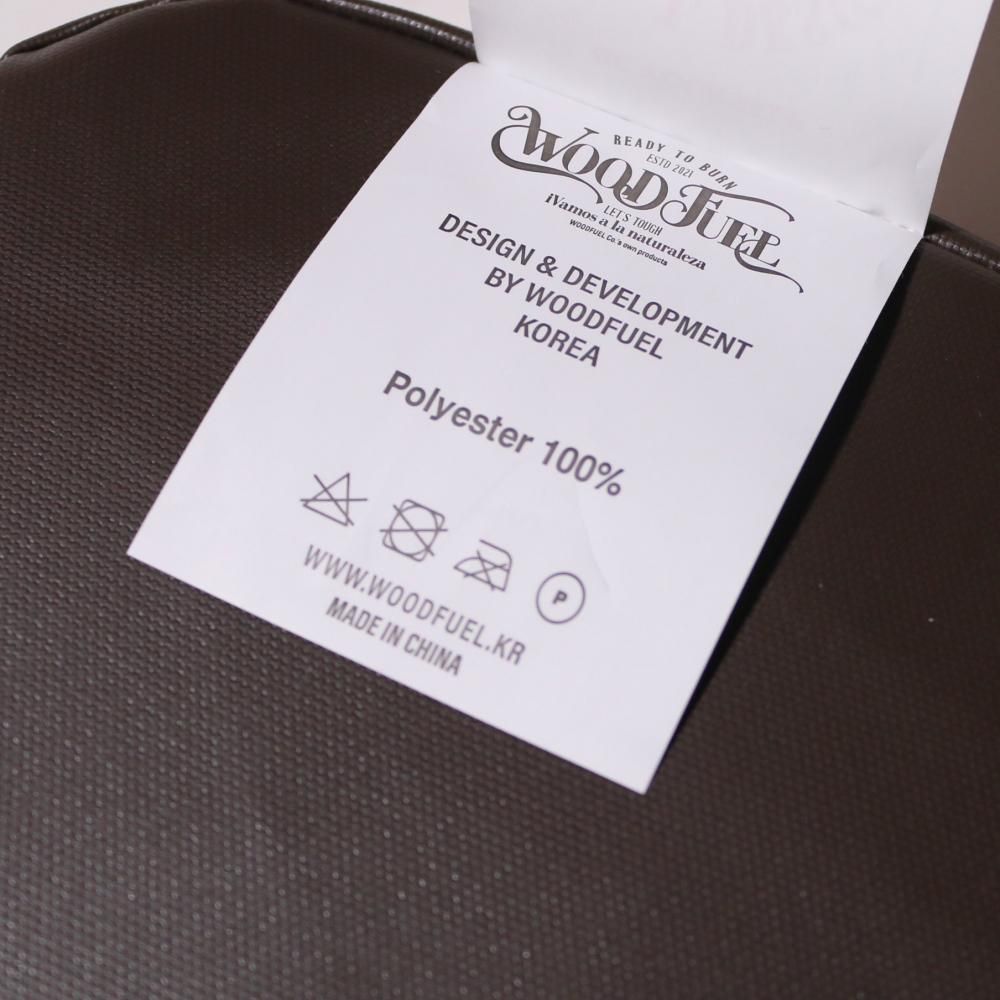 READY TO BURN
ESTD 2021
WOOD FUEL
LET'S TOUGH
¡Vamos a la naturaleza
WOODFUEL Co.'s own products
DESIGN & DEVELOPMENT
BY WOODFUEL
KOREA
Polyester 100%
P
WWW.WOODFUEL.KR
MADE IN CHINA